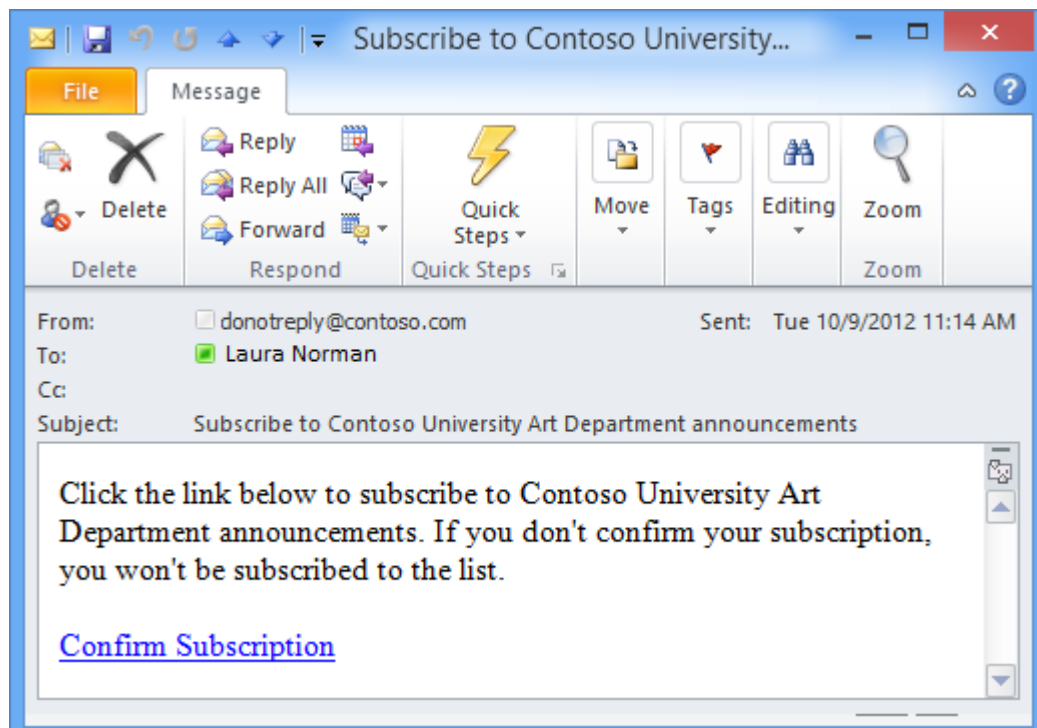 Subscribe to Contoso University...
File Message
Reply
Reply All
Forward
Delete
Quick
Steps
Move
Tags
Editing
Zoom
Delete
Respond
Quick Steps
Zoom
From: donotreply@contoso.com Sent: Tue 10/9/2012 11:14 AM
To: Laura Norman
Cc:
Subject: Subscribe to Contoso University Art Department announcements
Click the link below to subscribe to Contoso University Art
Department announcements. If you don't confirm your subscription,
you won't be subscribed to the list.
Confirm Subscription